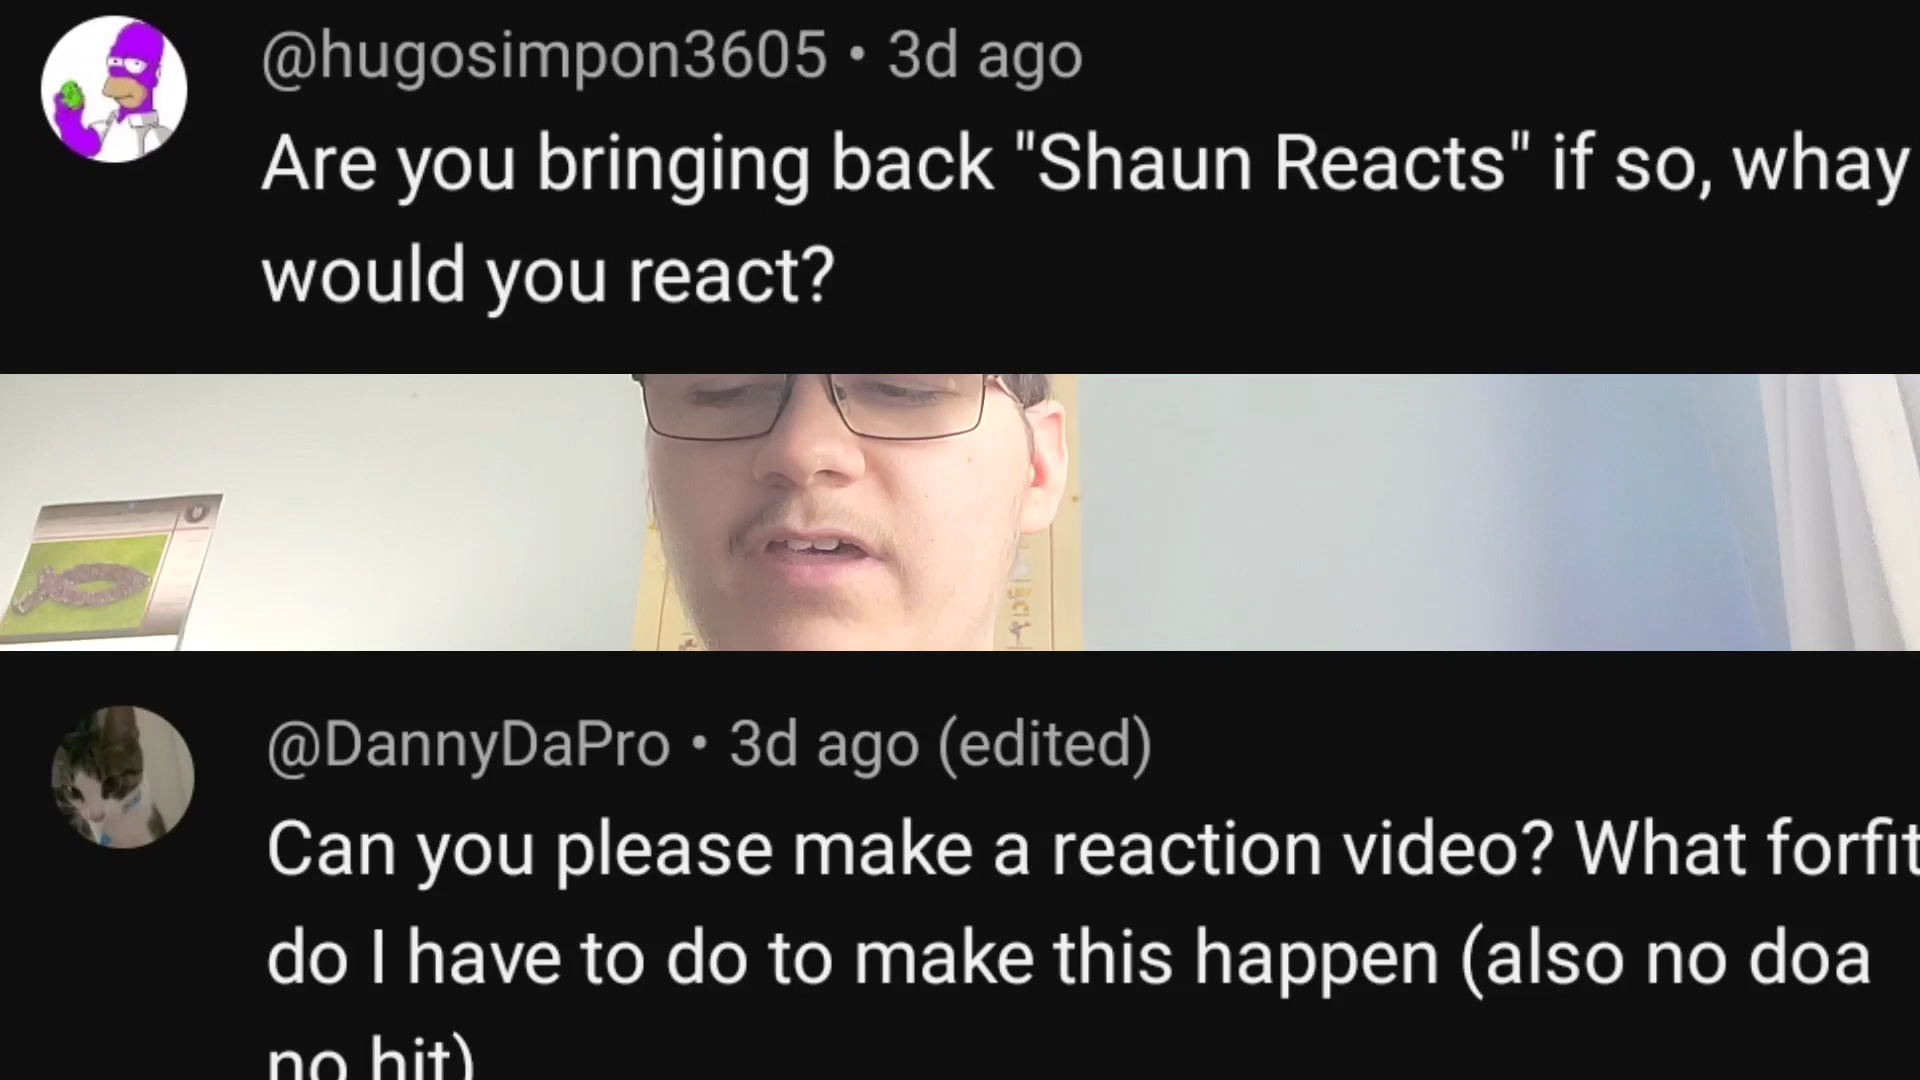 @hugosimpon3605 • 3d ago
Are you bringing back "Shaun Reacts" if so, whay
would you react?
@DannyDaPro • 3d ago (edited)
Can you please make a reaction video? What forfit
do I have to do to make this happen (also no doa
no hit)